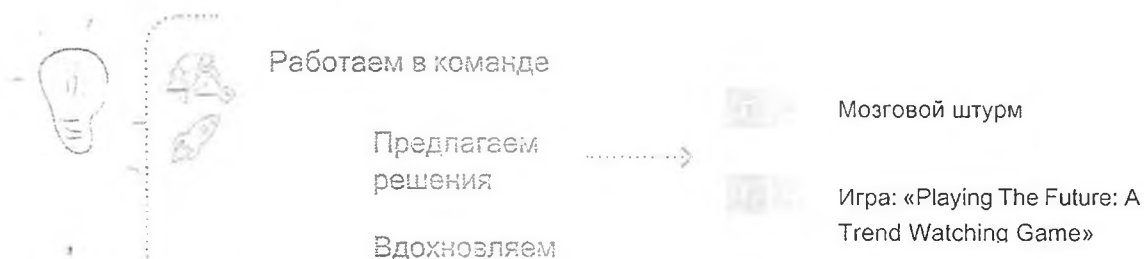 Работаем в команде
Предлагаем
решения
Вдохновляем
Мозговой штурм
Игра: «Playing The Future: A
Trend Watching Game»